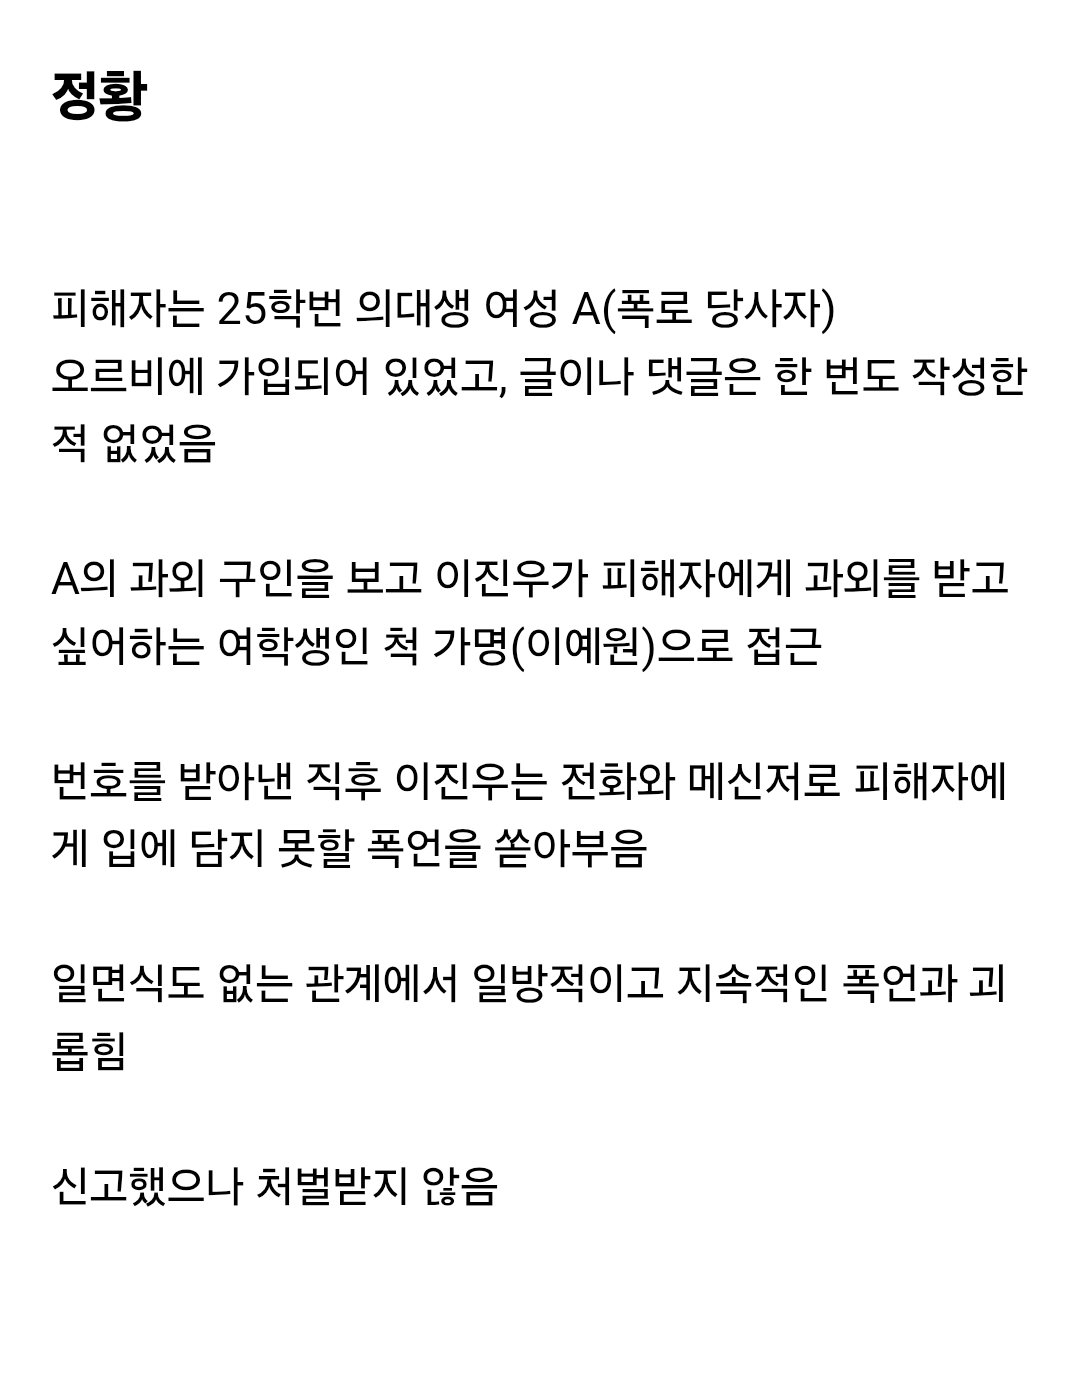 정황
피해자는 25학번 의대생 여성 A(폭로 당사자)
오르비에 가입되어 있었고, 글이나 댓글은 한 번도 작성한
적 없었음
A의 과외 구인을 보고 이진우가 피해자에게 과외를 받고
싶어하는 여학생인 척 가명(이예원)으로 접근
번호를 받아낸 직후 이진우는 전화와 메신저로 피해자에
게 입에 담지 못할 폭언을 쏟아부음
일면식도 없는 관계에서 일방적이고 지속적인 폭언과 괴
롭힘
신고했으나 처벌받지 않음